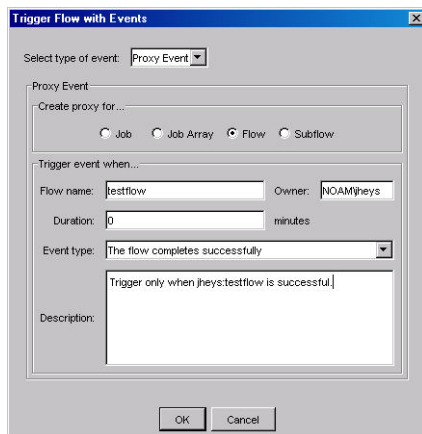 Trigger Flow with Events
Select type of event: Proxy Event
Proxy Event
Create proxy for...
Job Job Array Flow Subflow
Trigger event when...
Flow name: testflow Owner: NOAM\jheys
Duration: 0 minutes
Event type: The flow completes successfully
Trigger only when jheys:testflow is successful.
Description:
OK Cancel